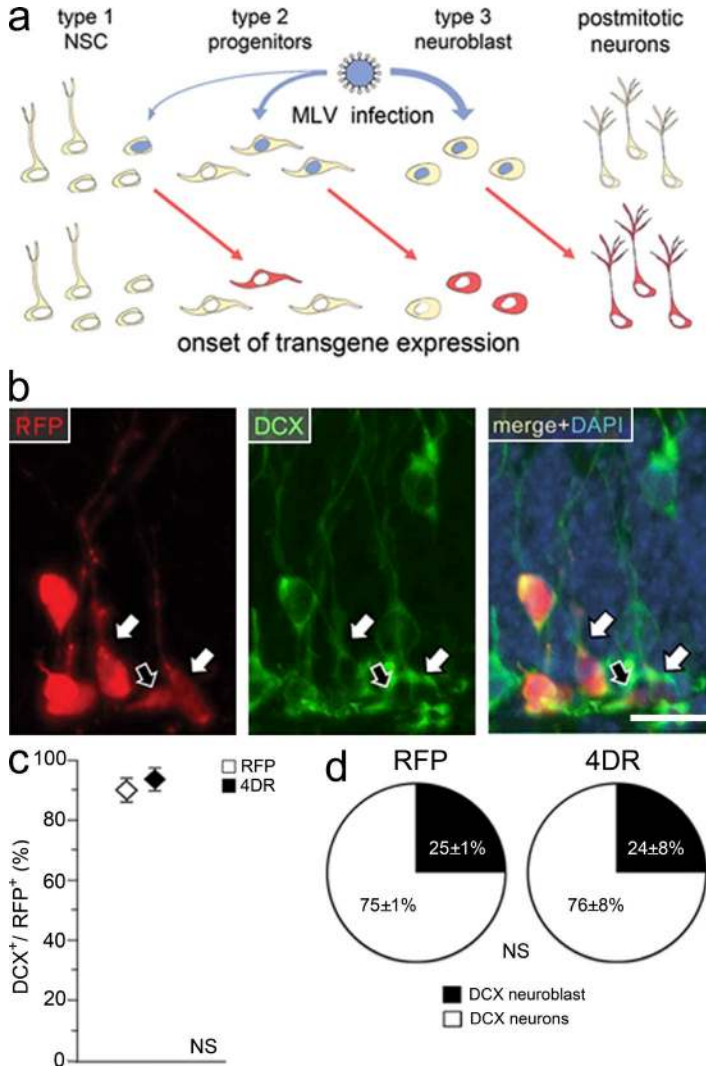 a
type 1
NSC
type 2
progenitors
type 3
neuroblast
postmitotic
neurons
MLV infection
onset of transgene expression
b
RFP
DCX
merge+DAPI
c
100
80
60
40
100
80
0
DCX+/ RFP+ (%)
RFP
4DR
NS
d
RFP
4DR
25±1%
75±1%
24±8%
76±8%
NS
DCX neuroblast
DCX neurons